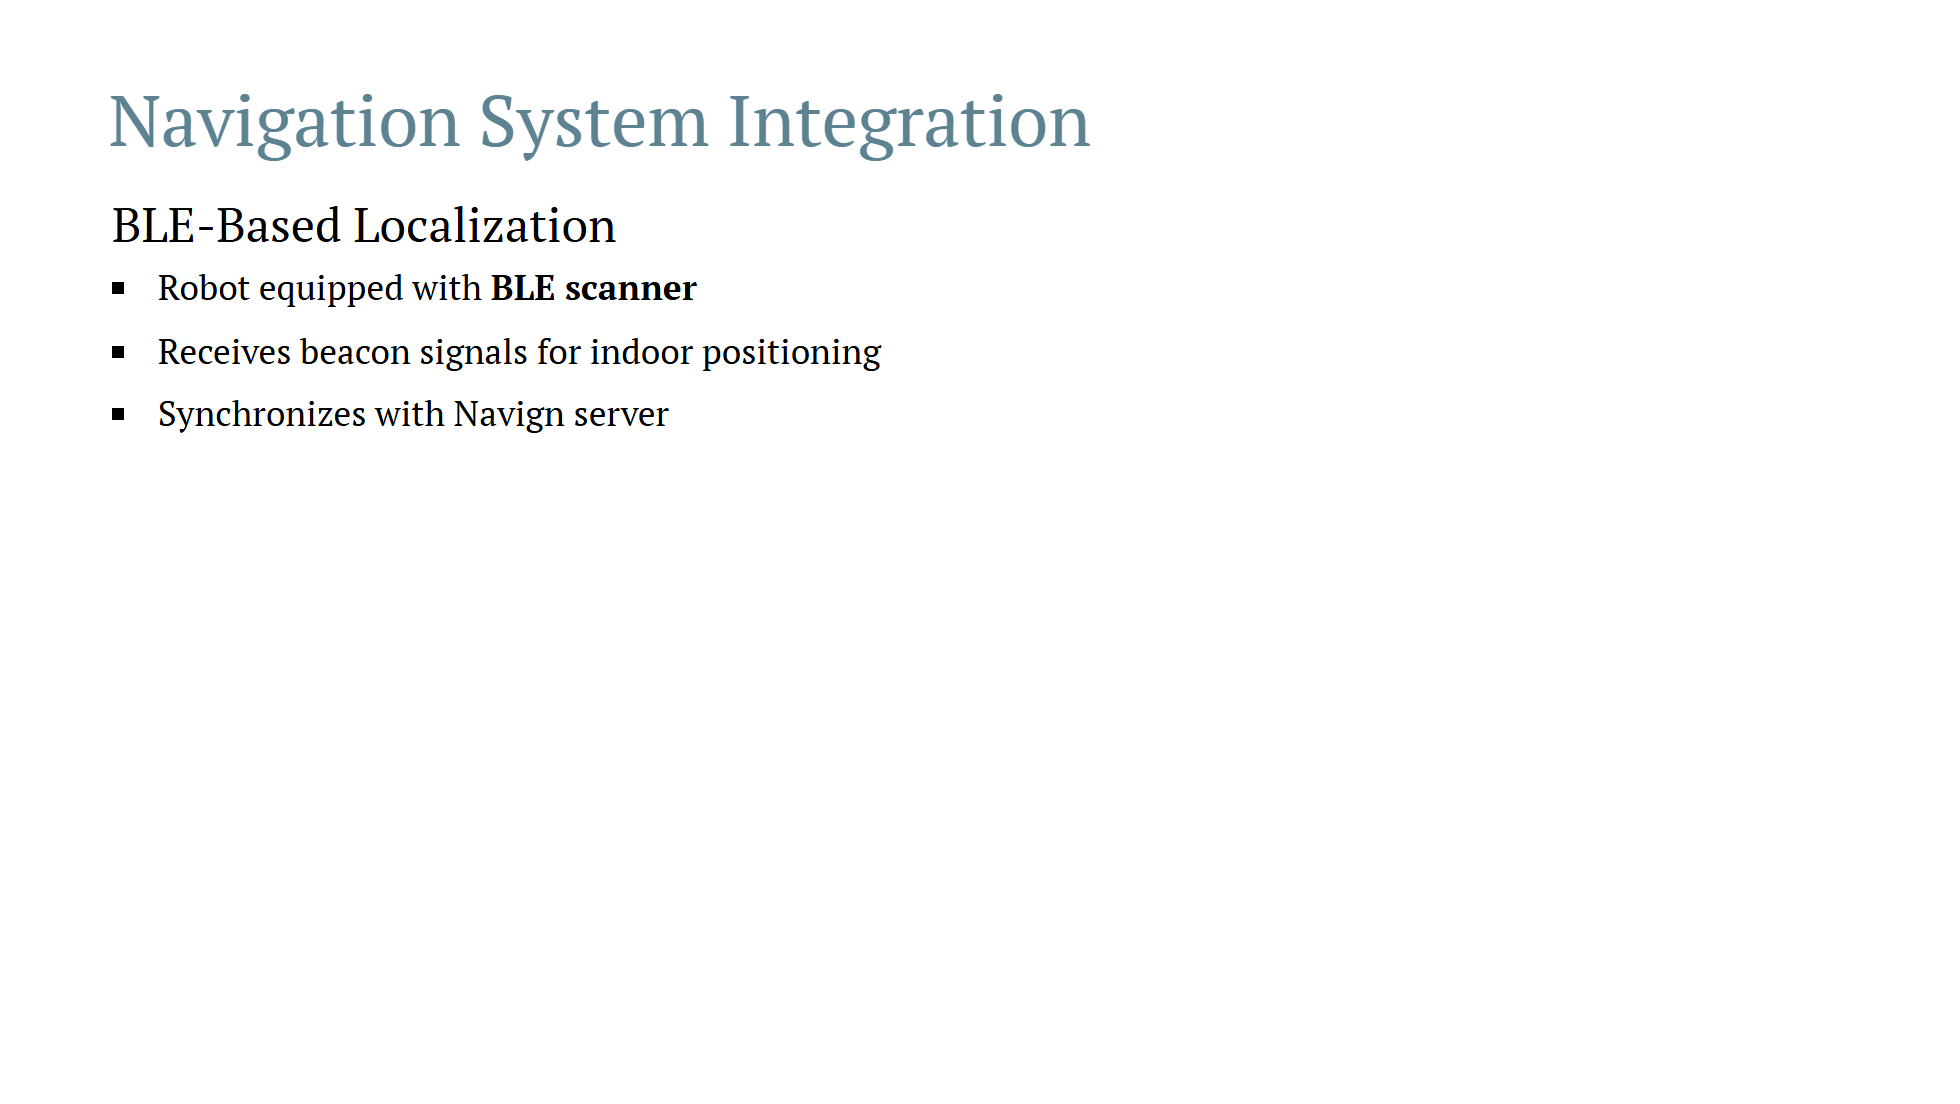 Navigation System Integration
BLE-Based Localization
▪ Robot equipped with BLE scanner
▪ Receives beacon signals for indoor positioning
▪ Synchronizes with Navign server